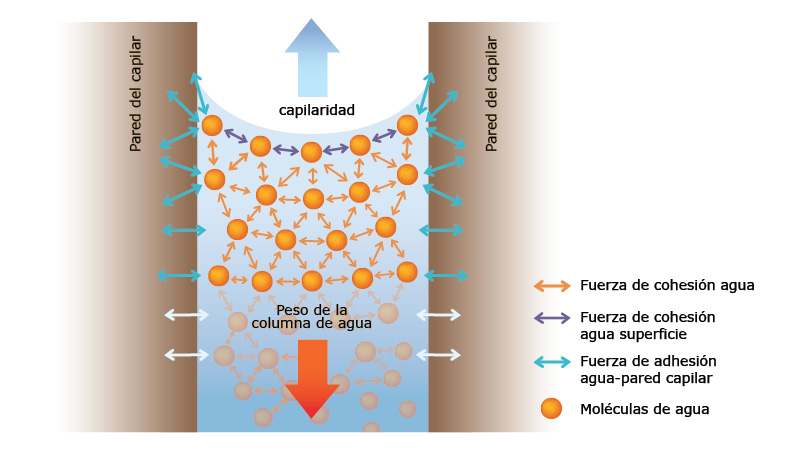 Pared del capilar
capilaridad
Pared del capilar
Peso de la
columna de agua
Fuerza de cohesión agua
Fuerza de cohesión
agua superficie
Fuerza de adhesión
agua-pared capilar
Moléculas de agua